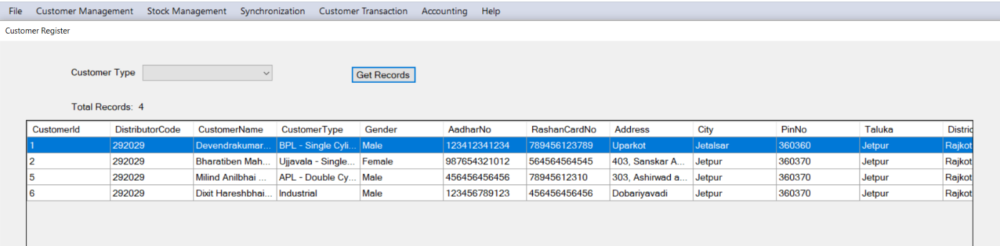 File Customer Management Stock Management Synchronization Customer Transaction Accounting Help
Customer Register
Customer Type
Get Records
Total Records: 4
CustomerId DistributorCode CustomerName CustomerType Gender AadharNo RashanCardNo Address City PinNo Taluka Distric
1 292029 Devendrakumar... BPL - Single Cyli... Male 123412341234 789456123789 Uparkot Jetalsar 360360 Jetpur Rajkot
2 292029 Bharatiben Mah... Ujjavala - Single... Female 987654321012 564564564545 403, Sanskar A... Jetpur 360370 Jetpur Rajkot
5 292029 Milind Anilbhai ... APL - Double Cy... Male 456456456456 78945612310 303, Ashirwad a... Jetpur 360370 Jetpur Rajkot
6 292029 Dixit Hareshbhai... Industrial Male 123456789123 456456456456 Dobariyavadi Jetpur 360370 Jetpur Rajkot